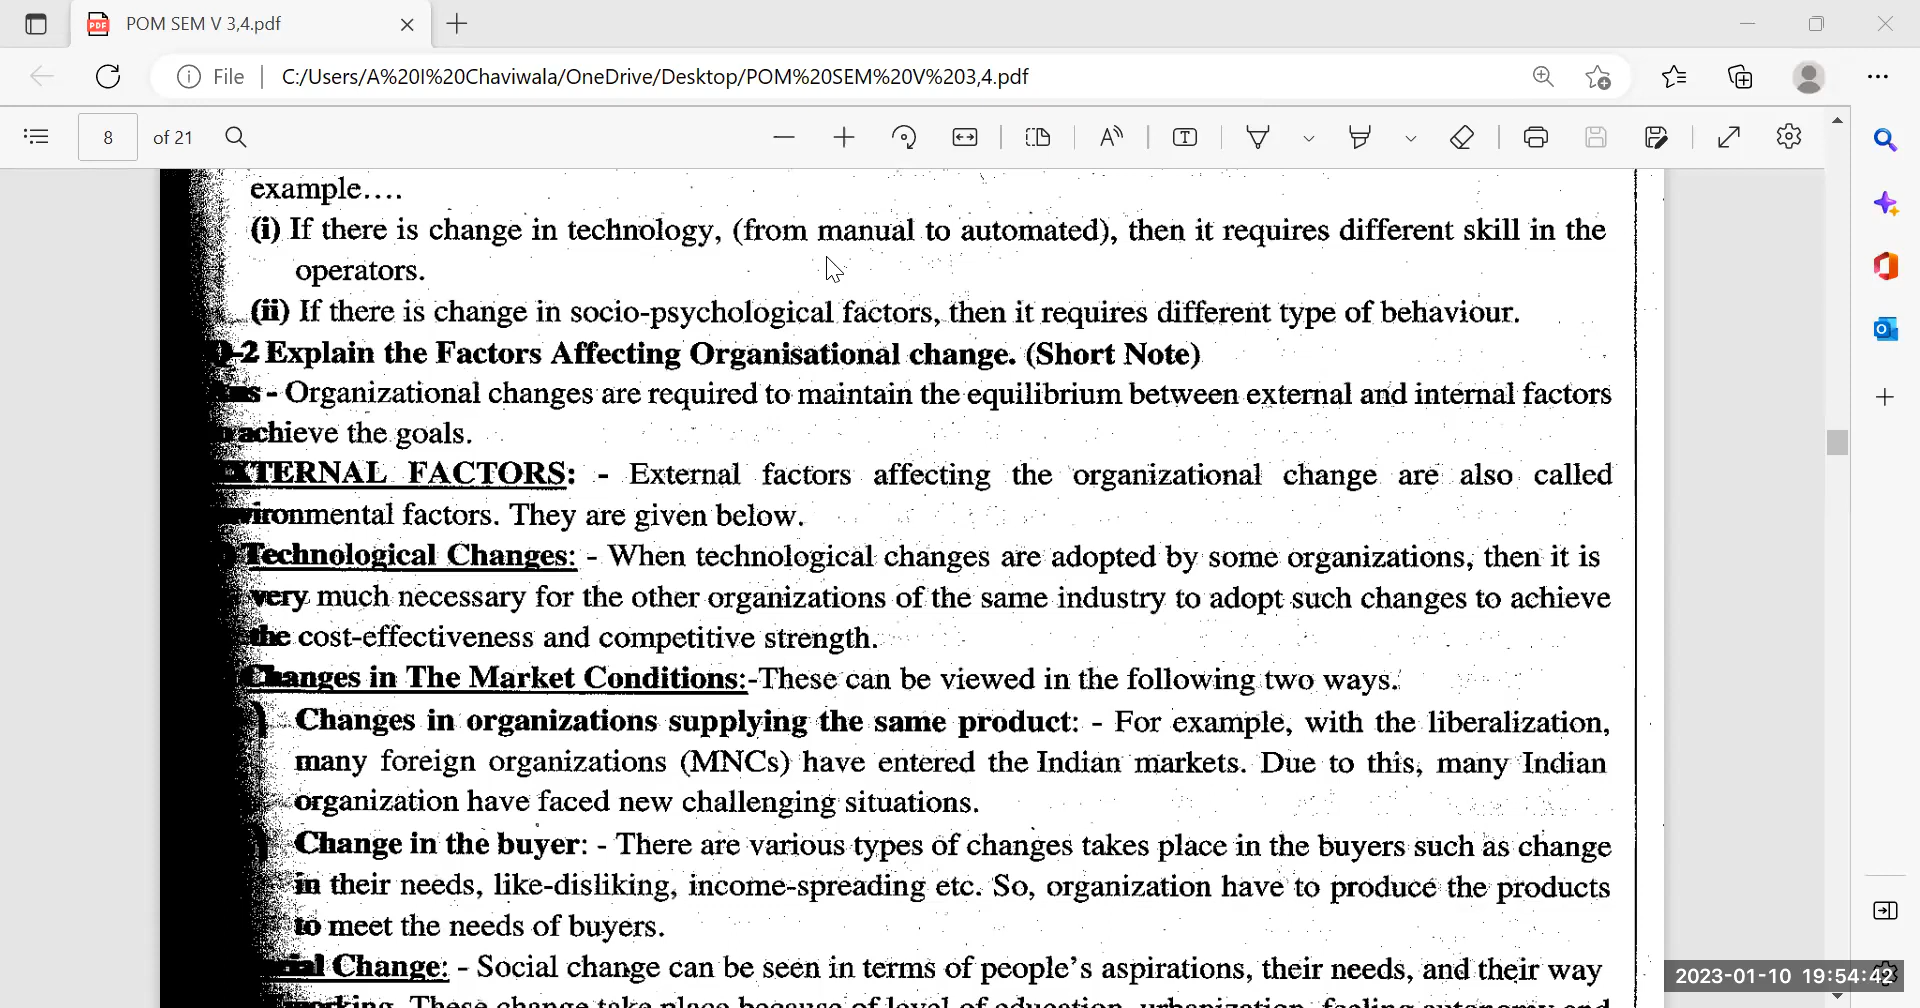 POM SEM V 3,4.pdf
File
C:/Users/A%20I%20Chaviwala/OneDrive/Desktop/POM%20SEM%20V%203,4.pdf
8 of 21
example....
(i) If there is change in technology, (from manual to automated), then it requires different skill in the
operators.
(ii) If there is change in socio-psychological factors, then it requires different type of behaviour.
-2 Explain the Factors Affecting Organisational change. (Short Note)
- Organizational changes are required to maintain the equilibrium between external and internal factors
achieve the goals.
EXTERNAL FACTORS: - External factors affecting the organizational change are also called
environmental factors. They are given below.
Technological Changes: - When technological changes are adopted by some organizations, then it is
very much necessary for the other organizations of the same industry to adopt such changes to achieve
the cost-effectiveness and competitive strength.
Changes in The Market Conditions:-These can be viewed in the following two ways.
) Changes in organizations supplying the same product: - For example, with the liberalization,
many foreign organizations (MNCs) have entered the Indian markets. Due to this, many Indian
organization have faced new challenging situations.
) Change in the buyer: - There are various types of changes takes place in the buyers such as change
in their needs, like-disliking, income-spreading etc. So, organization have to produce the products
to meet the needs of buyers.
Change: - Social change can be seen in terms of people's aspirations, their needs, and their way
2023-01-10 19:54:42